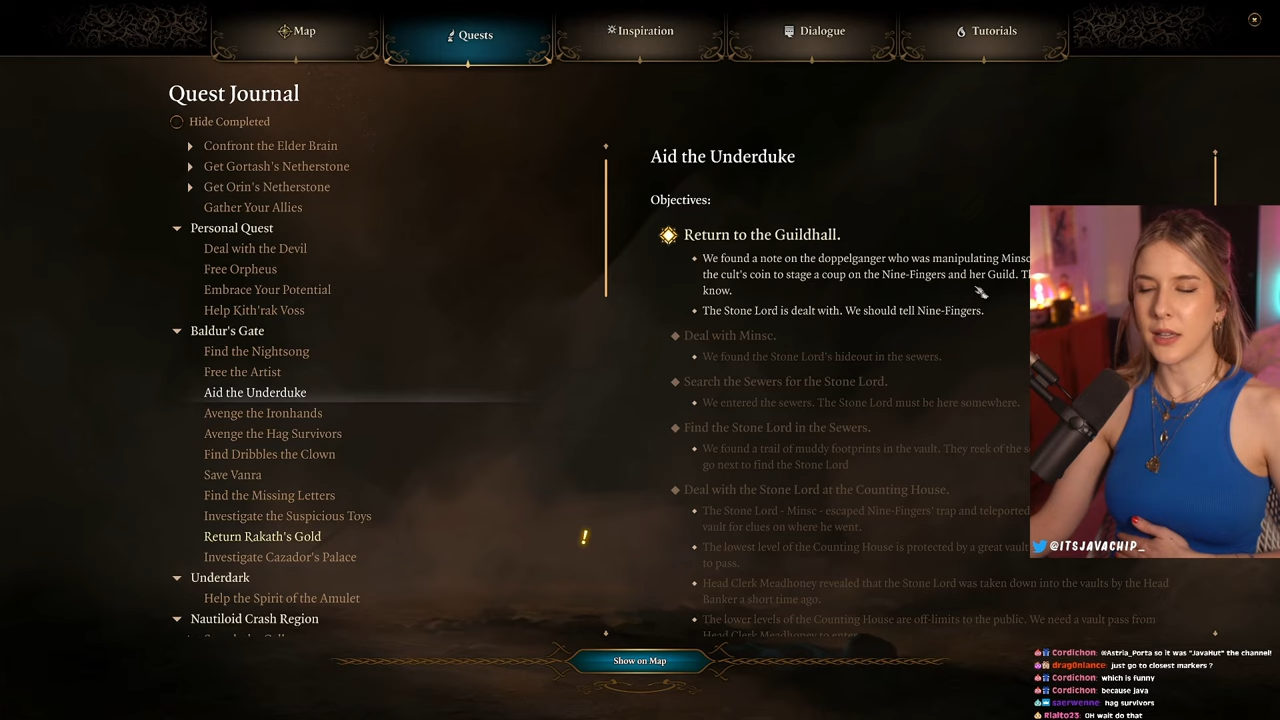 Map
Quests
Inspiration
Dialogue
Tutorials
Quest Journal
Hide Completed
Confront the Elder Brain
Get Gortash's Netherstone
Get Orin's Netherstone
Gather Your Allies
Personal Quest
Deal with the Devil
Free Orpheus
Embrace Your Potential
Help Kith'rak Voss
Baldur's Gate
Find the Nightsong
Free the Artist
Aid the Underduke
Avenge the Ironhands
Avenge the Hag Survivors
Find Dribbles the Clown
Save Vanra
Find the Missing Letters
Investigate the Suspicious Toys
Return Rakath's Gold
Investigate Cazador's Palace
Underdark
Help the Spirit of the Amulet
Nautiloid Crash Region
Aid the Underduke
Objectives:
Return to the Guildhall.
We found a note on the doppelganger who was manipulating Minsc
the cult's coin to stage a coup on the Nine-Fingers and her Guild.
know.
The Stone Lord is dealt with. We should tell Nine-Fingers.
Deal with Minsc.
We found the Stone Lord's hideout in the sewers.
Search the Sewers for the Stone Lord.
We entered the sewers. The Stone Lord must be here somewhere.
Find the Stone Lord in the Sewers.
We found a trail of muddy footprints in the vault. They reek of the
go next to find the Stone Lord
Deal with the Stone Lord at the Counting House.
The Stone Lord - Minsc - escaped Nine-Fingers' trap and teleported
vault for clues on where he went.
The lowest level of the Counting House is protected by a great vault
to pass.
Head Clerk Meadhoney revealed that the Stone Lord was taken down into the vaults by the Head
Banker a short time ago.
The lower levels of the Counting House are off-limits to the public. We need a vault pass from
Head Clerk Meadhoney to enter.
Show on Map
@ITSJAVACHIP_
Cordichon: @Astria_Porta so it was "JavaHut" the channel!
drag0nlance: just go to closest markers ?
Cordichon: which is funny
Cordichon: because java
saerwenne: hag survivors
Rialto23: OH wait do that